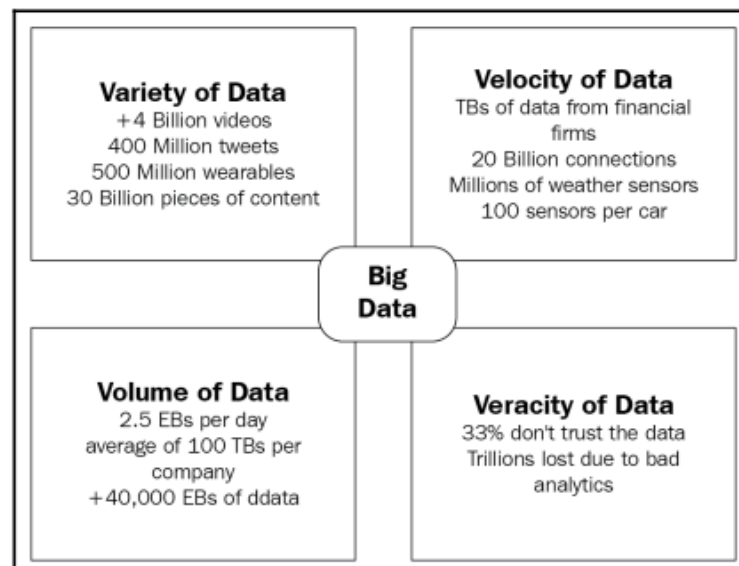 Variety of Data
+4 Billion videos
400 Million tweets
500 Million wearables
30 Billion pieces of content
Velocity of Data
TBs of data from financial
firms
20 Billion connections
Millions of weather sensors
100 sensors per car
Big
Data
Volume of Data
2.5 EBs per day
average of 100 TBs per
company
+40,000 EBs of ddata
Veracity of Data
33% don't trust the data
Trillions lost due to bad
analytics